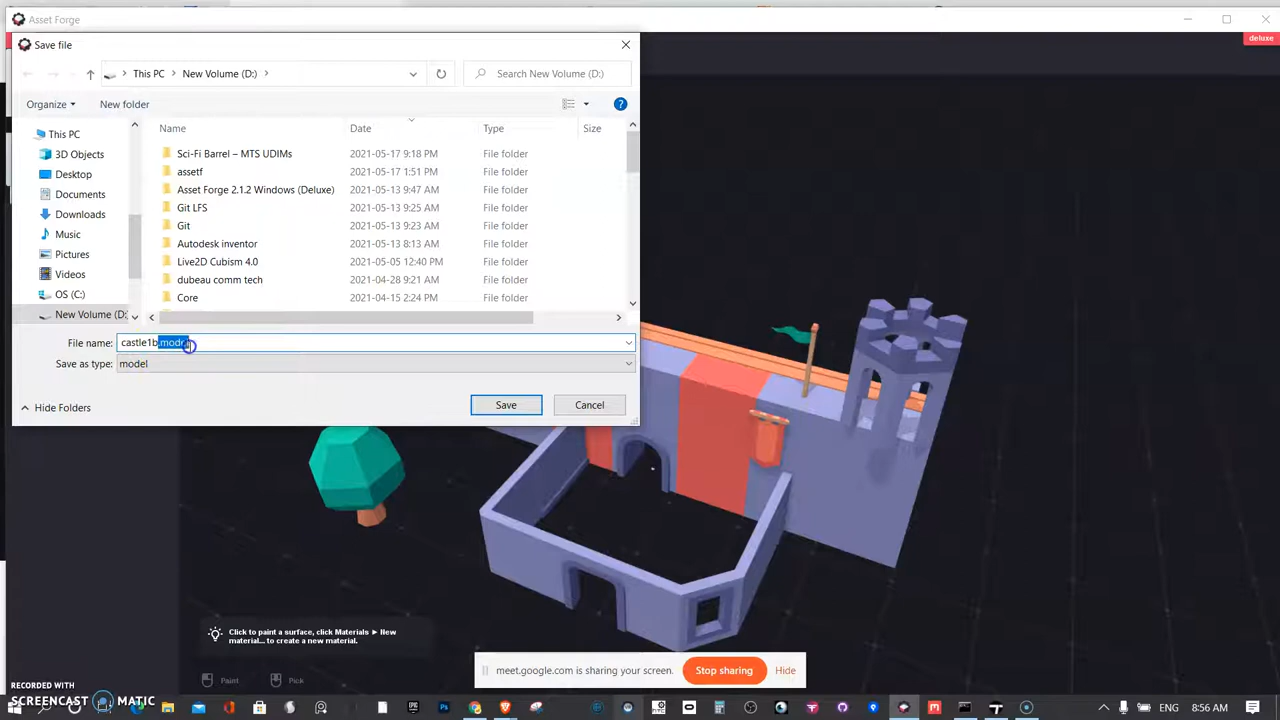 Asset Forge
deluxe
Save file
This PC
New Volume (D:)
Search New Volume (D:)
Organize
New folder
?
This PC
3D Objects
Desktop
Documents
Downloads
Music
Pictures
Videos
OS (C:)
New Volume (D:
Name
Date
Type
Size
Sci-Fi Barrel – MTS UDIMs 2021-05-17 9:18 PM File folder
assetf 2021-05-17 1:51 PM File folder
Asset Forge 2.1.2 Windows (Deluxe) 2021-05-13 9:47 AM File folder
Git LFS 2021-05-13 9:25 AM File folder
Git 2021-05-13 9:23 AM File folder
Autodesk inventor 2021-05-13 8:13 AM File folder
Live2D Cubism 4.0 2021-05-05 12:40 PM File folder
dubeau comm tech 2021-04-28 9:21 AM File folder
Core 2021-04-15 2:24 PM File folder
File name: castle1b.model
Save as type: model
Hide Folders
Save
Cancel
Click to paint a surface, click Materials ► New
material... to create a new material.
Paint
Pick
meet.google.com is sharing your screen.
Stop sharing
Hide
RECORDED WITH
SCREENCAST MATIC
8:56 AM